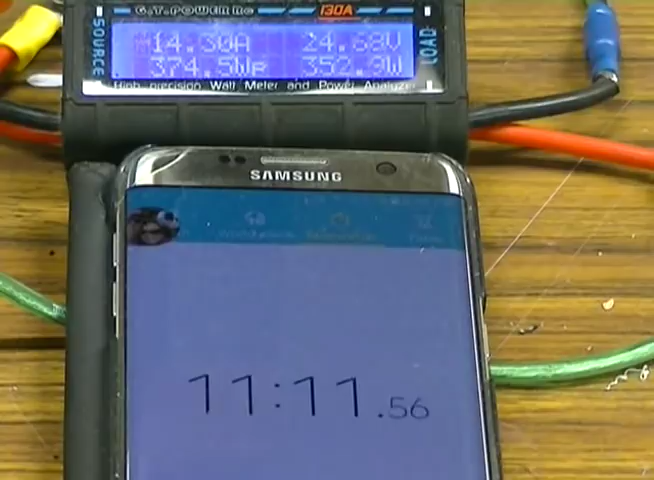 G.T.POWER RC 130A
SOURCE
14.30A 24.68V
374.5Wp 352.9W
LOAD
High precision Watt Meter and Power Analyzer
SAMSUNG
11:11.56